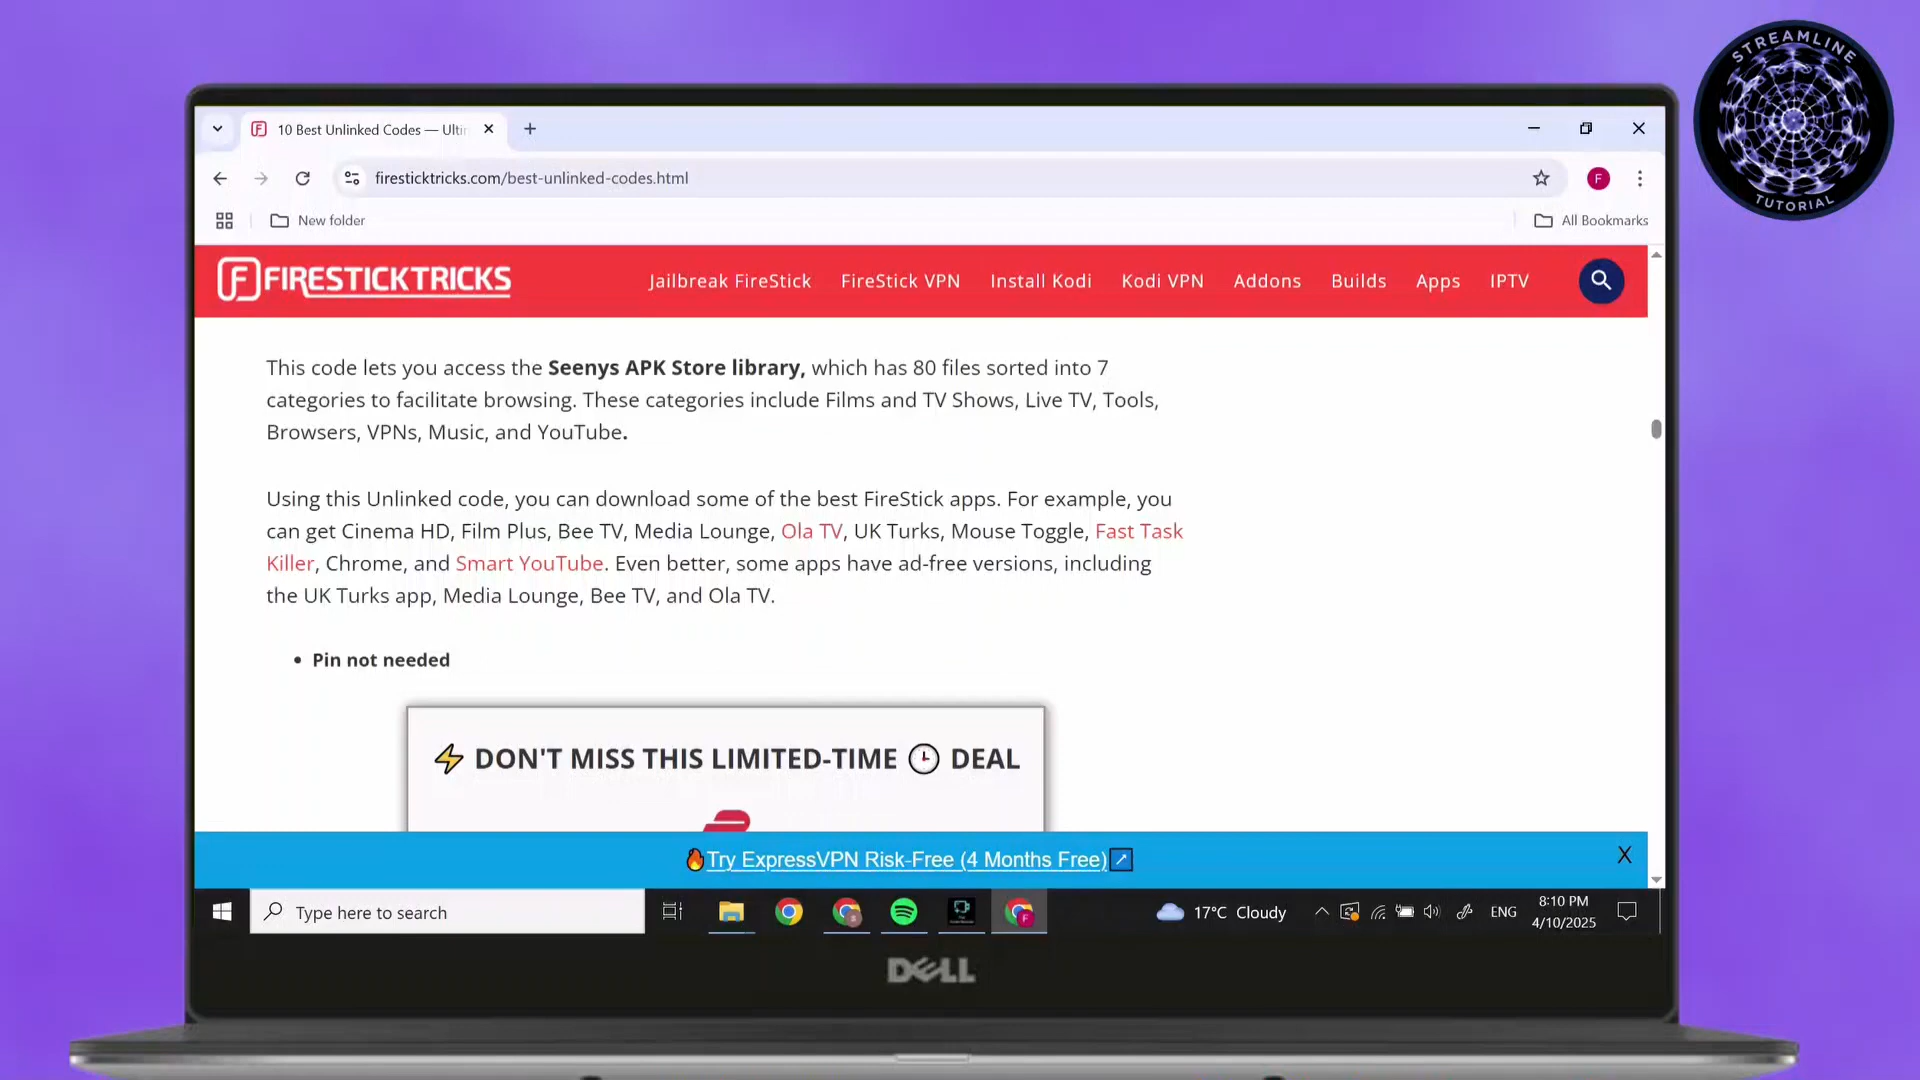 STREAMLINE
TUTORIAL
10 Best Unlinked Codes — Ulti
firesticktricks.com/best-unlinked-codes.html
F
New folder
All Bookmarks
FIRESTICKTRICKS
Jailbreak FireStick FireStick VPN Install Kodi Kodi VPN Addons Builds Apps IPTV
This code lets you access the Seenys APK Store library, which has 80 files sorted into 7
categories to facilitate browsing. These categories include Films and TV Shows, Live TV, Tools,
Browsers, VPNs, Music, and YouTube.
Using this Unlinked code, you can download some of the best FireStick apps. For example, you
can get Cinema HD, Film Plus, Bee TV, Media Lounge, Ola TV, UK Turks, Mouse Toggle, Fast Task
Killer, Chrome, and Smart YouTube. Even better, some apps have ad-free versions, including
the UK Turks app, Media Lounge, Bee TV, and Ola TV.
• Pin not needed
⚡ DON'T MISS THIS LIMITED-TIME 🕒 DEAL
🔥Try ExpressVPN Risk-Free (4 Months Free)↗
X
Type here to search
17°C Cloudy
ENG
8:10 PM
4/10/2025
DELL